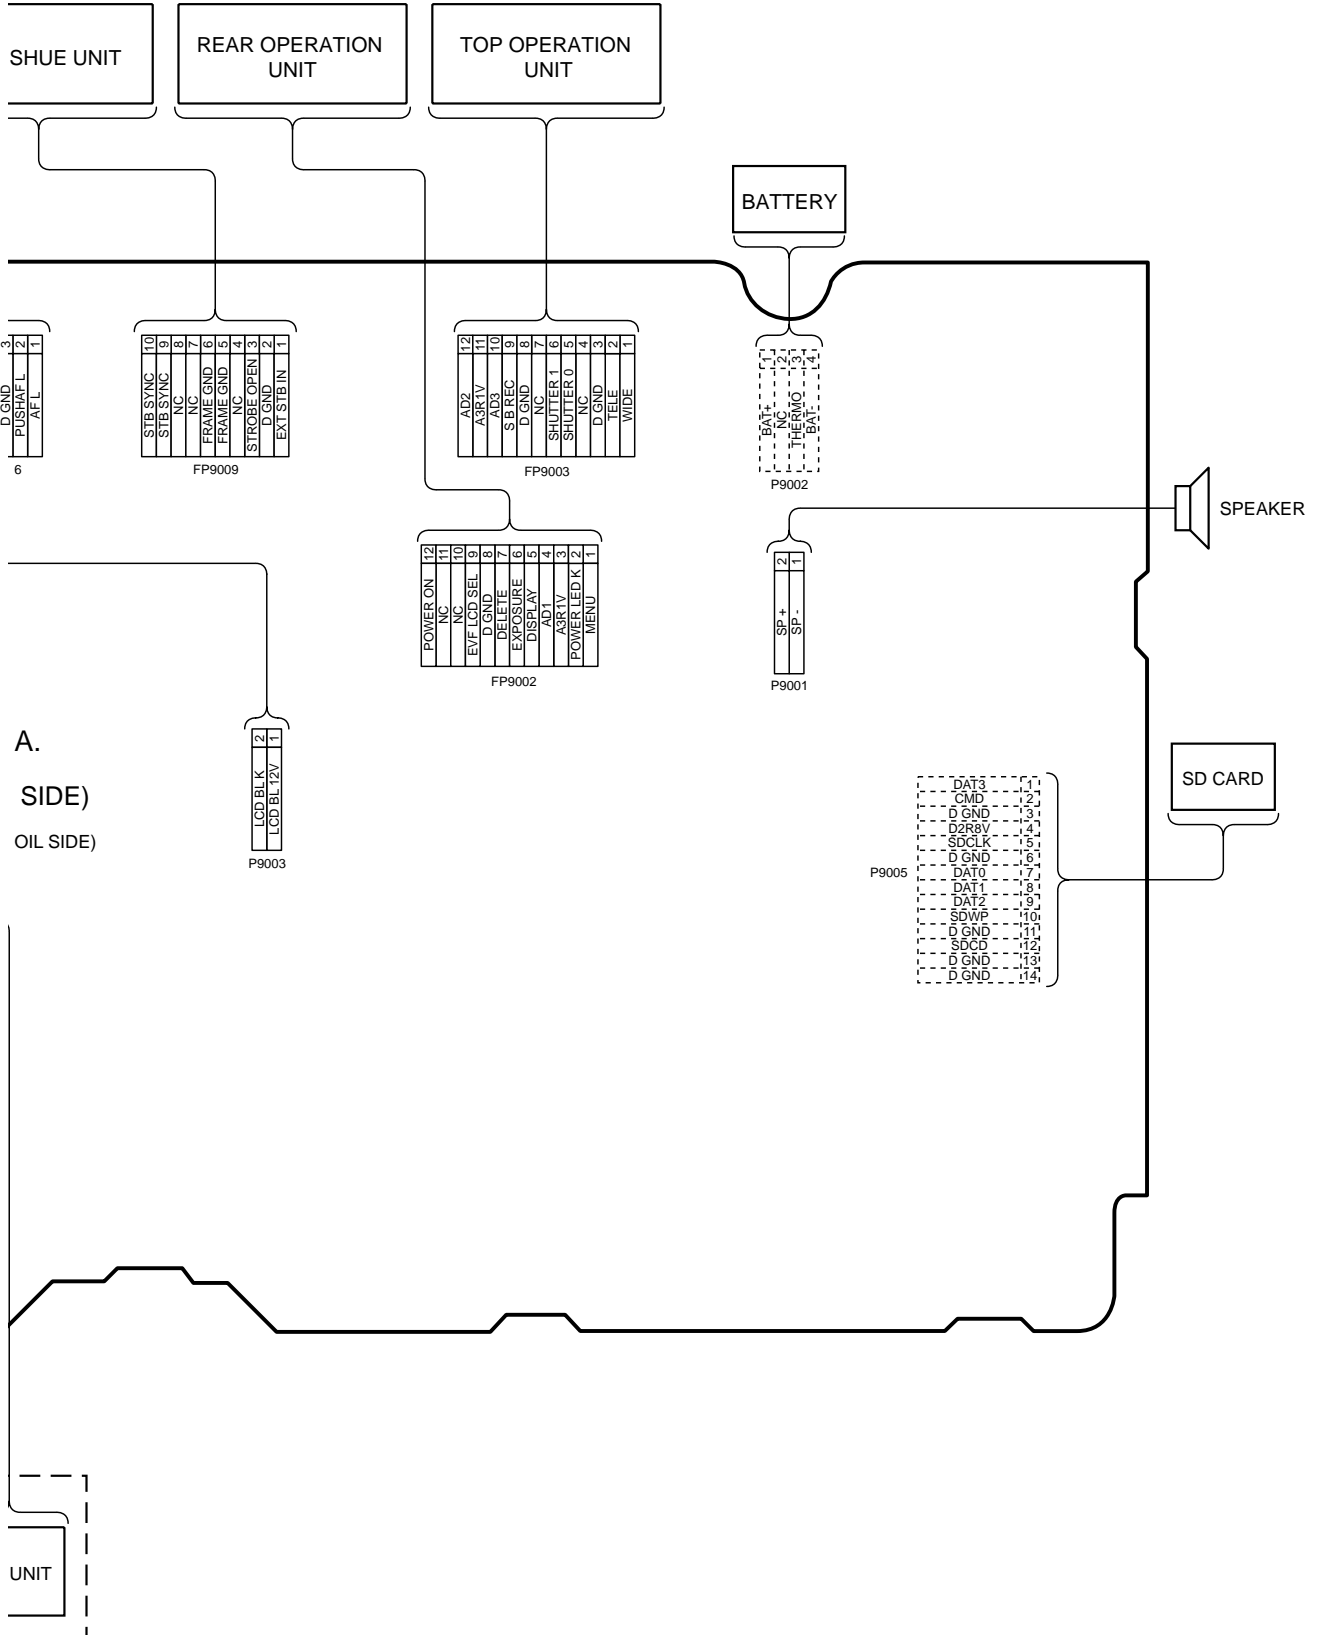 SHUE UNIT
REAR OPERATION
UNIT
TOP OPERATION
UNIT
BATTERY
3 D GND
2 PUSHAF L
1 AF L
6
10 STB SYNC
9 STB SYNC
8 NC
7 NC
6 FRAME GND
5 FRAME GND
4 NC
3 STROBE OPEN
2 D GND
1 EXT STB IN
FP9009
12 AD2
11 A3R1V
10 AD3
9 S B REC
8 D GND
7 NC
6 SHUTTER 1
5 SHUTTER 0
4 NC
3 D GND
2 TELE
1 WIDE
FP9003
1 BAT+
2 NC
3 THERMO
4 BAT-
P9002
SPEAKER
12 POWER ON
11 NC
10 NC
9 EVF LCD SEL
8 D GND
7 DELETE
6 EXPOSURE
5 DISPLAY
4 AD1
3 A3R1V
2 POWER LED K
1 MENU
FP9002
2 SP +
1 SP -
P9001
A.
SIDE)
OIL SIDE)
2 LCD BL K
1 LCD BL 12V
P9003
SD CARD
P9005
DAT3 1
CMD 2
D GND 3
D2R8V 4
SDCLK 5
D GND 6
DAT0 7
DAT1 8
DAT2 9
SDWP 10
D GND 11
SDCD 12
D GND 13
D GND 14
UNIT